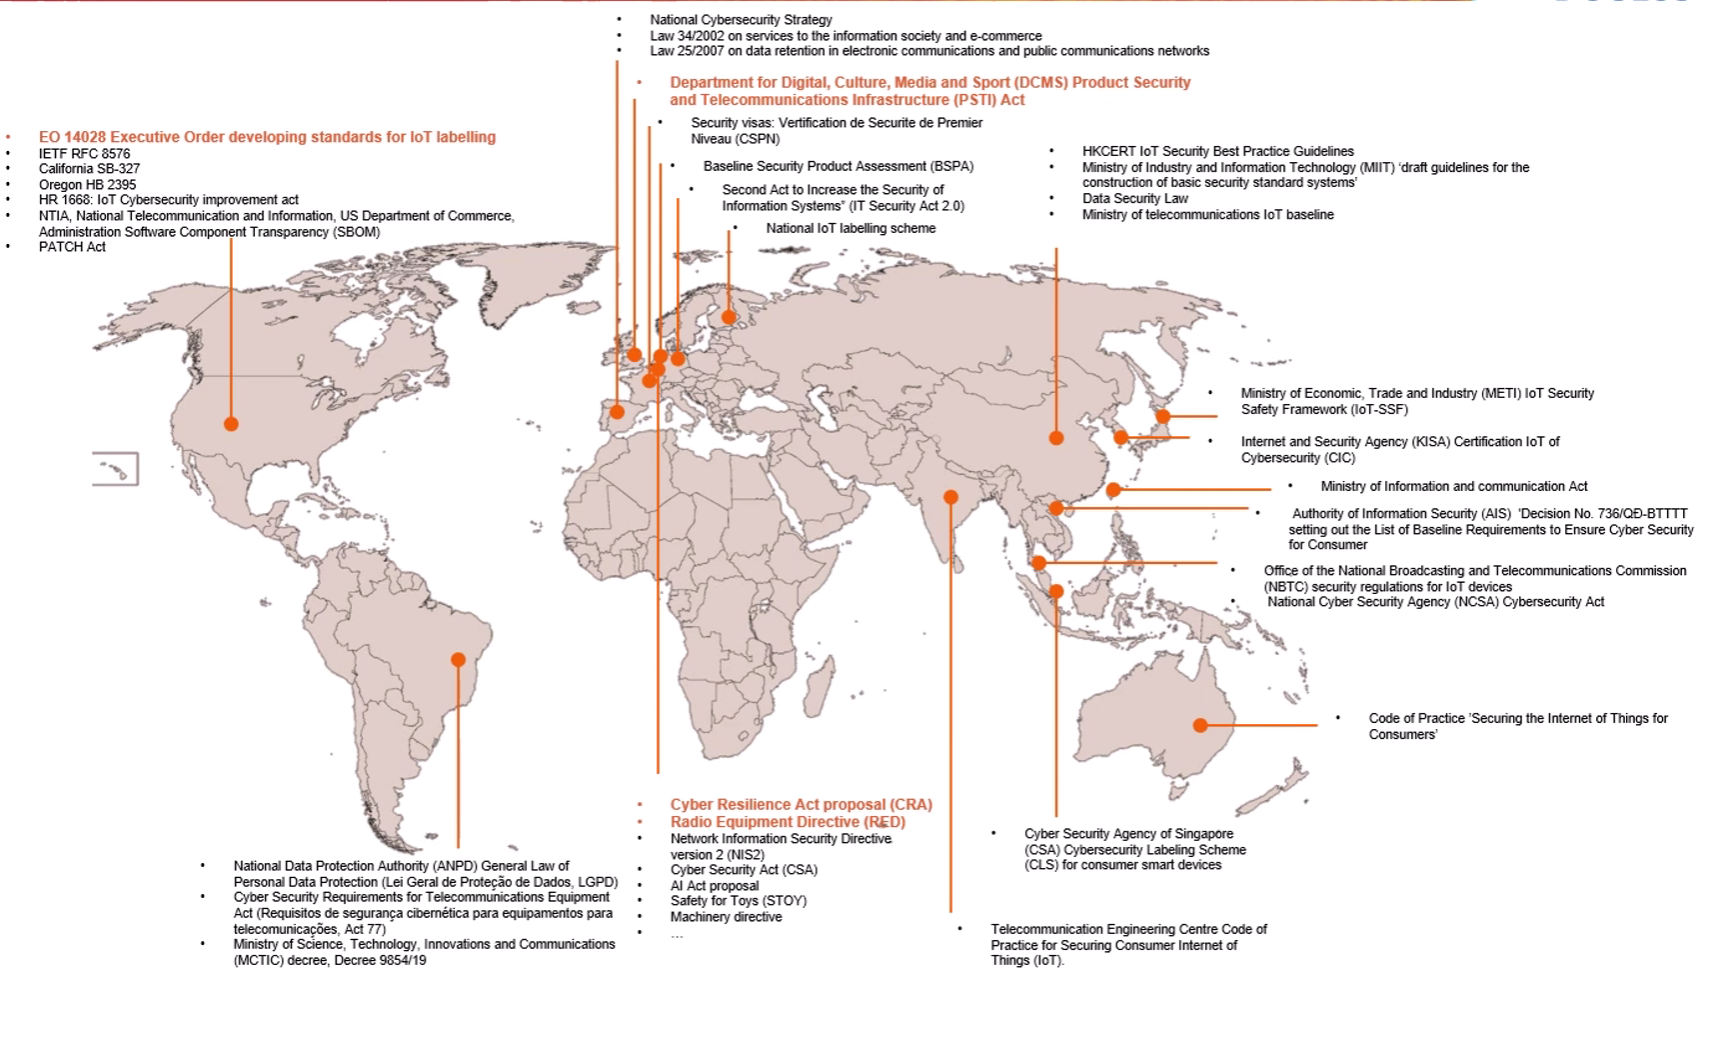 • National Cybersecurity Strategy
• Law 34/2002 on services to the information society and e-commerce
• Law 25/2007 on data retention in electronic communications and public communications networks
• Department for Digital, Culture, Media and Sport (DCMS) Product Security
and Telecommunications Infrastructure (PSTI) Act
• Security visas: Vertification de Securite de Premier
Niveau (CSPN)
• Baseline Security Product Assessment (BSPA)
• Second Act to Increase the Security of
Information Systems” (IT Security Act 2.0)
• National IoT labelling scheme
• EO 14028 Executive Order developing standards for IoT labelling
• IETF RFC 8576
• California SB-327
• Oregon HB 2395
• HR 1668: IoT Cybersecurity improvement act
• NTIA, National Telecommunication and Information, US Department of Commerce,
Administration Software Component Transparency (SBOM)
• PATCH Act
• HKCERT IoT Security Best Practice Guidelines
• Ministry of Industry and Information Technology (MIIT) ‘draft guidelines for the
construction of basic security standard systems’
• Data Security Law
• Ministry of telecommunications IoT baseline
• Ministry of Economic, Trade and Industry (METI) IoT Security
Safety Framework (IoT-SSF)
• Internet and Security Agency (KISA) Certification IoT of
Cybersecurity (CIC)
• Ministry of Information and communication Act
• Authority of Information Security (AIS) ‘Decision No. 736/QĐ-BTTTT
setting out the List of Baseline Requirements to Ensure Cyber Security
for Consumer
• Office of the National Broadcasting and Telecommunications Commission
(NBTC) security regulations for IoT devices
• National Cyber Security Agency (NCSA) Cybersecurity Act
• Code of Practice ’Securing the Internet of Things for
Consumers’
• Cyber Security Agency of Singapore
(CSA) Cybersecurity Labeling Scheme
(CLS) for consumer smart devices
• Telecommunication Engineering Centre Code of
Practice for Securing Consumer Internet of
Things (IoT).
• Cyber Resilience Act proposal (CRA)
• Radio Equipment Directive (RED)
• Network Information Security Directive
version 2 (NIS2)
• Cyber Security Act (CSA)
• AI Act proposal
• Safety for Toys (STOY)
• Machinery directive
• ...
• National Data Protection Authority (ANPD) General Law of
Personal Data Protection (Lei Geral de Proteção de Dados, LGPD)
• Cyber Security Requirements for Telecommunications Equipment
Act (Requisitos de segurança cibernética para equipamentos para
telecomunicações, Act 77)
• Ministry of Science, Technology, Innovations and Communications
(MCTIC) decree, Decree 9854/19